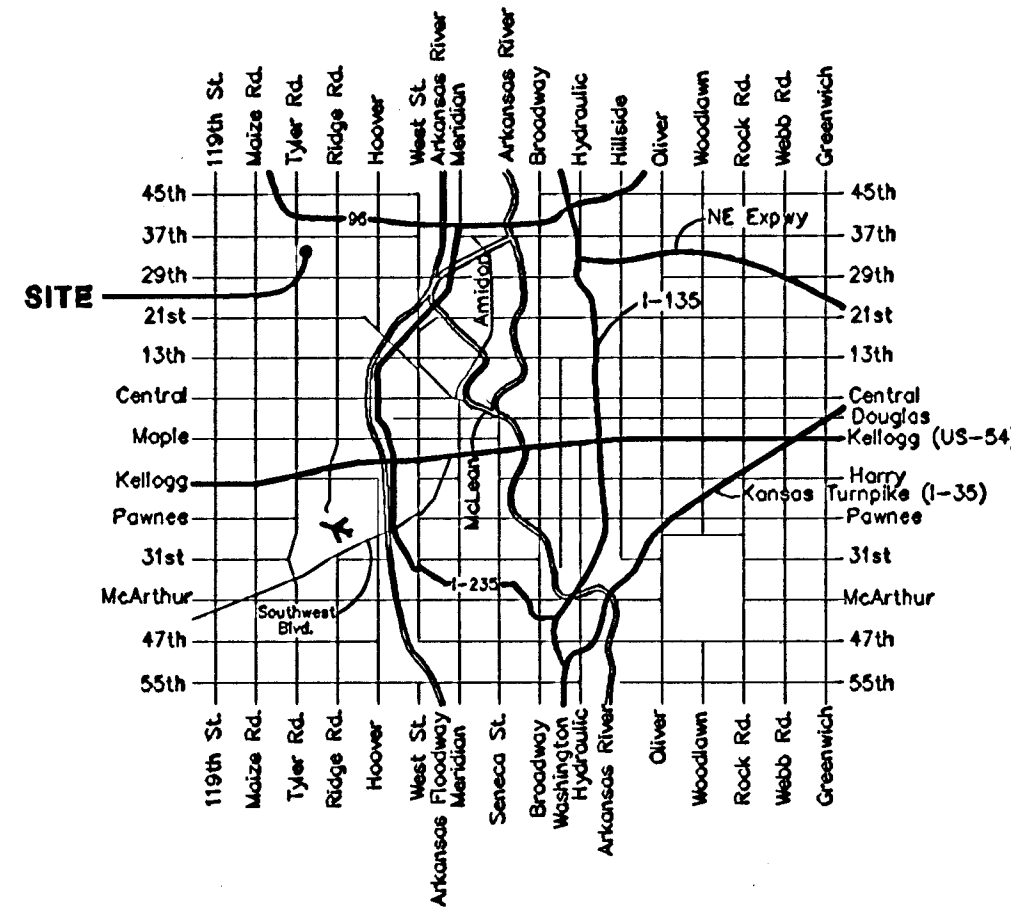 119th St.
Maize Rd.
Tyler Rd.
Ridge Rd.
Hoover
West St.
Arkansas River
Meridian
Arkansas River
Broadway
Hydraulic
Hillside
Oliver
Woodlawn
Rock Rd.
Webb Rd.
Greenwich
45th
45th
96
NE Expwy
37th
37th
29th
29th
SITE
Amidon
I-135
21st
21st
13th
13th
Central
Central
Douglas
Mople
Kellogg (US-54)
McLean
Kellogg
Harry
Kansas Turnpike (I-35)
Pawnee
Pawnee
31st
31st
I-235
McArthur
McArthur
Southwest
Blvd.
47th
47th
55th
55th
119th St.
Maize Rd.
Tyler Rd.
Ridge Rd.
Hoover
West St.
Arkansas Floodway
Meridian
Seneca St.
Broadway
Washington
Hydraulic
Arkansas River
Oliver
Woodlawn
Rock Rd.
Webb Rd.
Greenwich